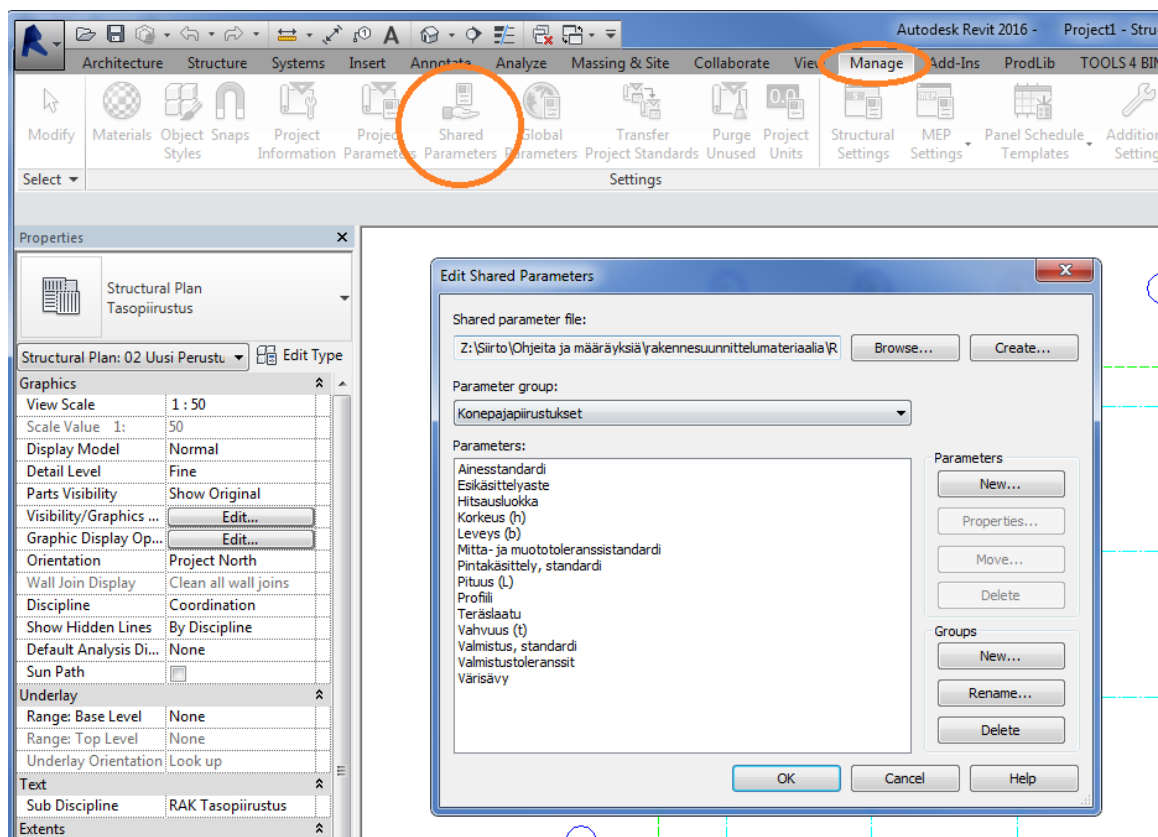 Autodesk Revit 2016 - Project1 - Stru
Architecture Structure Systems Insert Annotate Analyze Massing & Site Collaborate View Manage Add-Ins ProdLib TOOLS 4 BIM
Modify Materials Object Styles Snaps Project Information Project Parameters Shared Parameters Global Parameters Transfer Project Standards Purge Unused Project Units Structural Settings MEP Settings Panel Schedule Templates Addition Setting
Select Settings
Properties
Structural Plan
Tasopiirustus
Structural Plan: 02 Uusi Perustu Edit Type
Graphics
View Scale 1 : 50
Scale Value 1: 50
Display Model Normal
Detail Level Fine
Parts Visibility Show Original
Visibility/Graphics ... Edit...
Graphic Display Op... Edit...
Orientation Project North
Wall Join Display Clean all wall joins
Discipline Coordination
Show Hidden Lines By Discipline
Default Analysis Di... None
Sun Path
Underlay
Range: Base Level None
Range: Top Level None
Underlay Orientation Look up
Text
Sub Discipline RAK Tasopiirustus
Extents
Edit Shared Parameters
Shared parameter file:
Z:\Siirto\Ohjeita ja määräyksiä\rakennesuunnittelumateriaalia\R Browse... Create...
Parameter group:
Konepajapiirustukset
Parameters:
Ainesstandardi
Esikäsittelyaste
Hitsausluokka
Korkeus (h)
Leveys (b)
Mitta- ja muototoleranssistandardi
Pintakäsittely, standardi
Pituus (L)
Profiili
Teräslaatu
Vahvuus (t)
Valmistus, standardi
Valmistustoleranssit
Värisävy
Parameters
New...
Properties...
Move...
Delete
Groups
New...
Rename...
Delete
OK Cancel Help